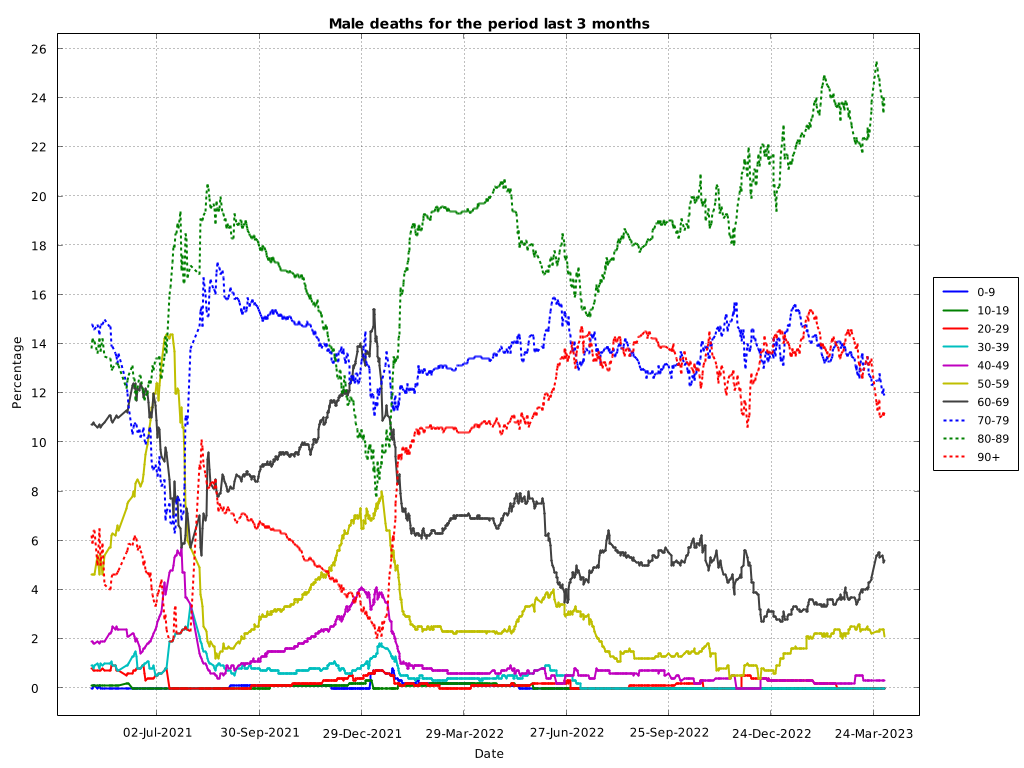 Male deaths for the period last 3 months
26
24
22
20
18
16
14
12
10
8
6
4
2
0
Percentage
02-Jul-2021
30-Sep-2021
29-Dec-2021
29-Mar-2022
27-Jun-2022
25-Sep-2022
24-Dec-2022
24-Mar-2023
Date
0-9
10-19
20-29
30-39
40-49
50-59
60-69
70-79
80-89
90+